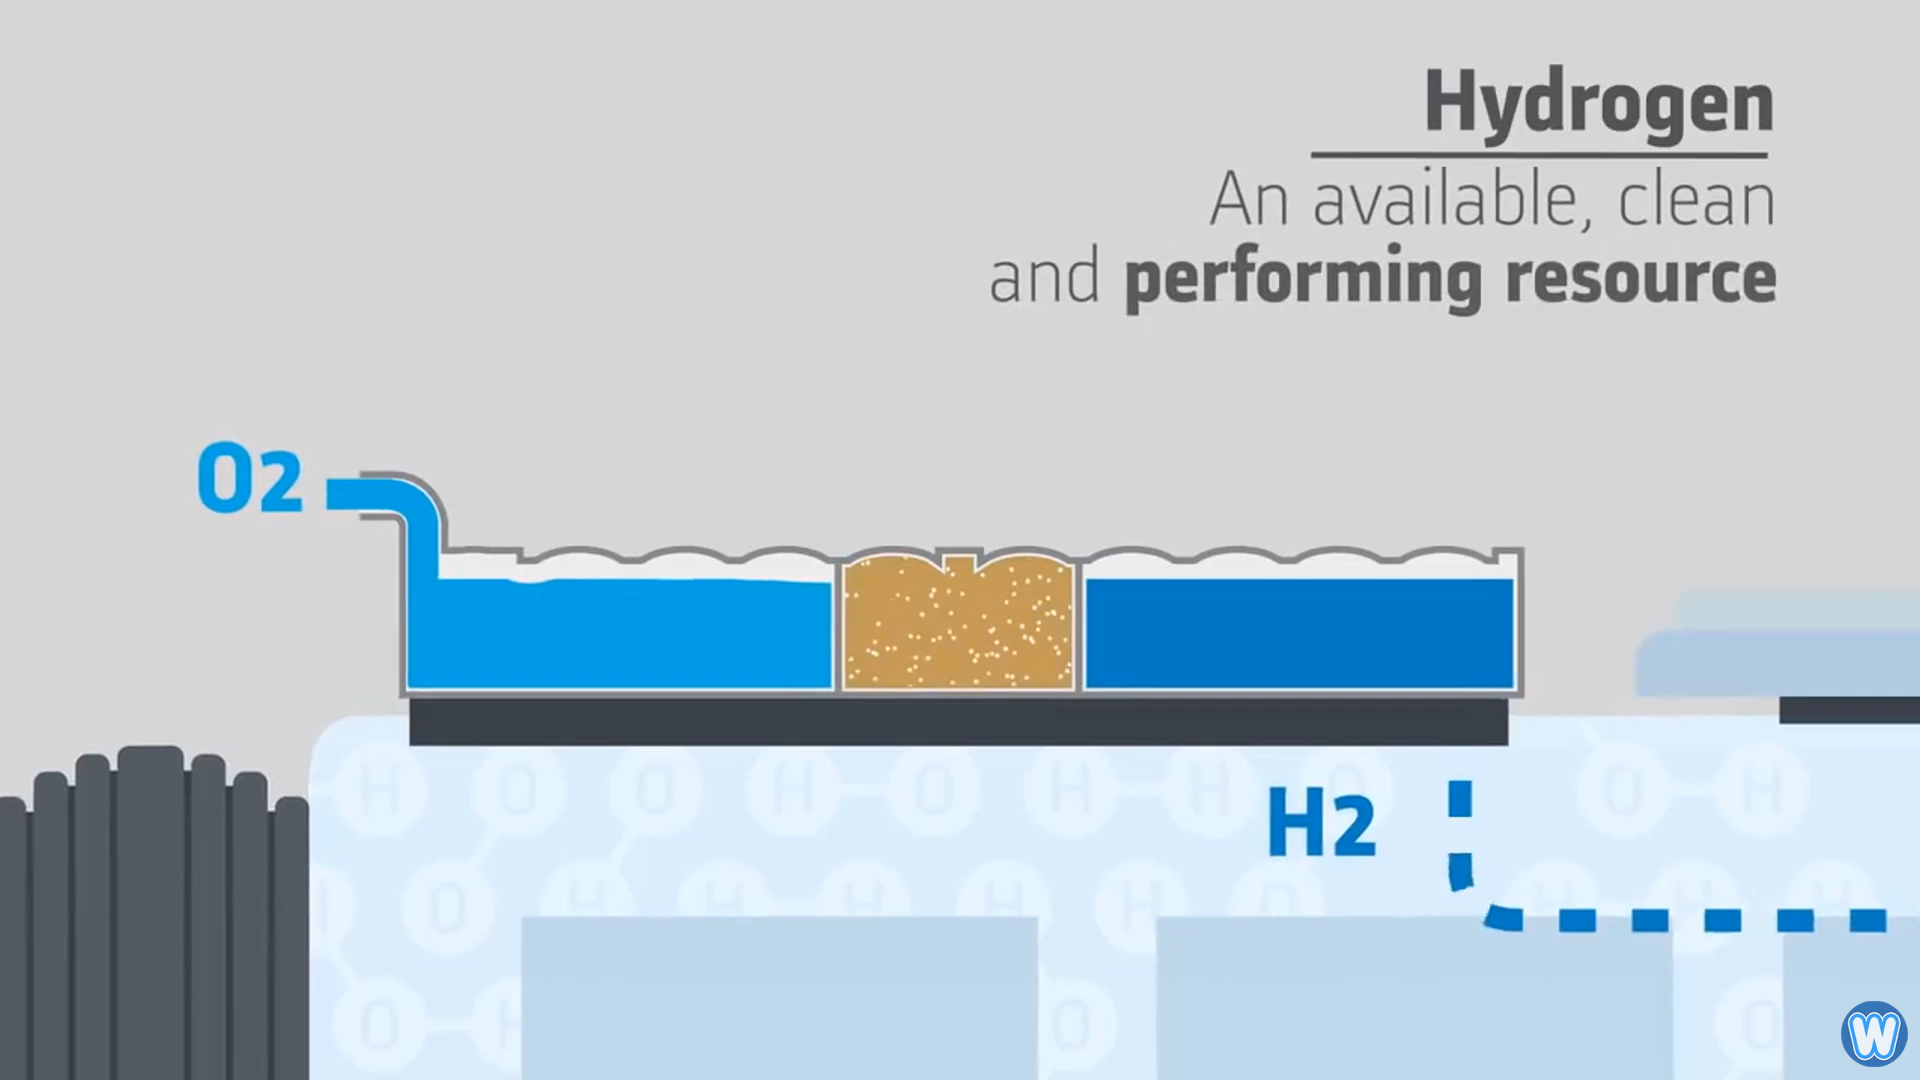 Hydrogen
An available, clean
and performing resource
O2
H O O H O H H O O H
H2
O H H H H H O H H H
O H O O
W